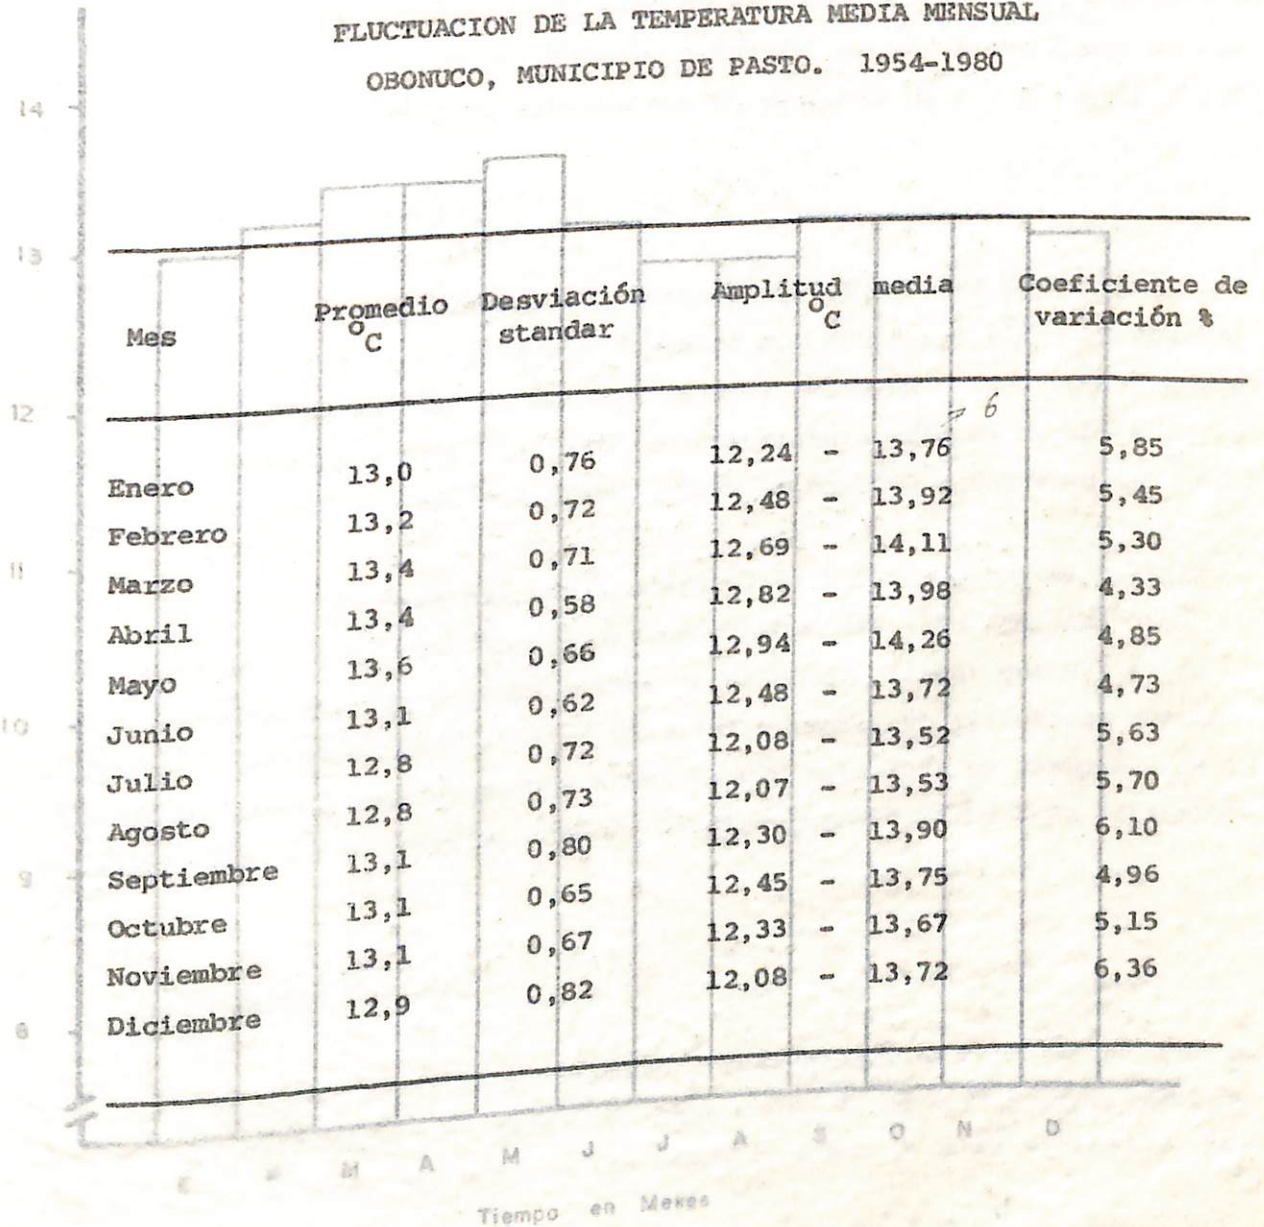 FLUCTUACION DE LA TEMPERATURA MEDIA MENSUAL
OBONUCO, MUNICIPIO DE PASTO. 1954-1980
Mes Promedio °C Desviación standar Amplitud media °C Coeficiente de variación %
6
Enero 13,0 0,76 12,24 - 13,76 5,85
Febrero 13,2 0,72 12,48 - 13,92 5,45
Marzo 13,4 0,71 12,69 - 14,11 5,30
Abril 13,4 0,58 12,82 - 13,98 4,33
Mayo 13,6 0,66 12,94 - 14,26 4,85
Junio 13,1 0,62 12,48 - 13,72 4,73
Julio 12,8 0,72 12,08 - 13,52 5,63
Agosto 12,8 0,73 12,07 - 13,53 5,70
Septiembre 13,1 0,80 12,30 - 13,90 6,10
Octubre 13,1 0,65 12,45 - 13,75 4,96
Noviembre 13,1 0,67 12,33 - 13,67 5,15
Diciembre 12,9 0,82 12,08 - 13,72 6,36
14
13
12
11
10
9
8
E F M A M J J A S O N D
Tiempo en Meses